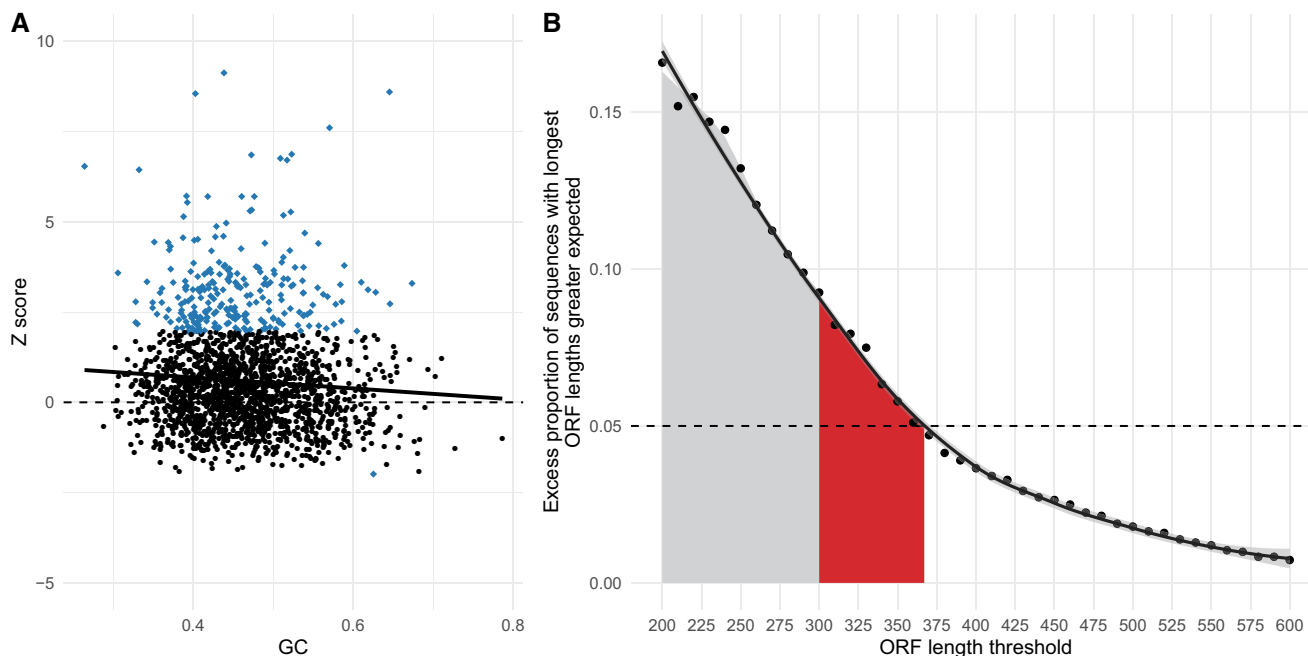 A
10
5
0
−5
0.4
0.6
0.8
GC
Z score
B
0.15
0.10
0.05
0.00
200 225 250 275 300 325 350 375 400 425 450 475 500 525 550 575 600
ORF length threshold
Excess proportion of sequences with longest
ORF lengths greater expected